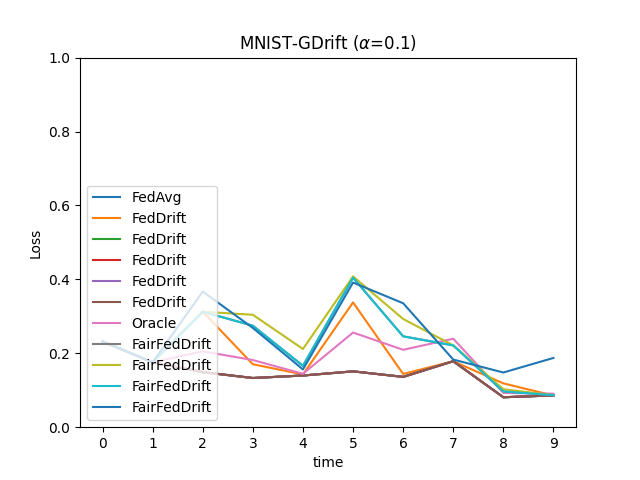 MNIST-GDrift (α=0.1)
1.0
0.8
0.6
0.4
0.2
0.0
Loss
FedAvg
FedDrift
FedDrift
FedDrift
FedDrift
FedDrift
Oracle
FairFedDrift
FairFedDrift
FairFedDrift
FairFedDrift
0 1 2 3 4 5 6 7 8 9
time